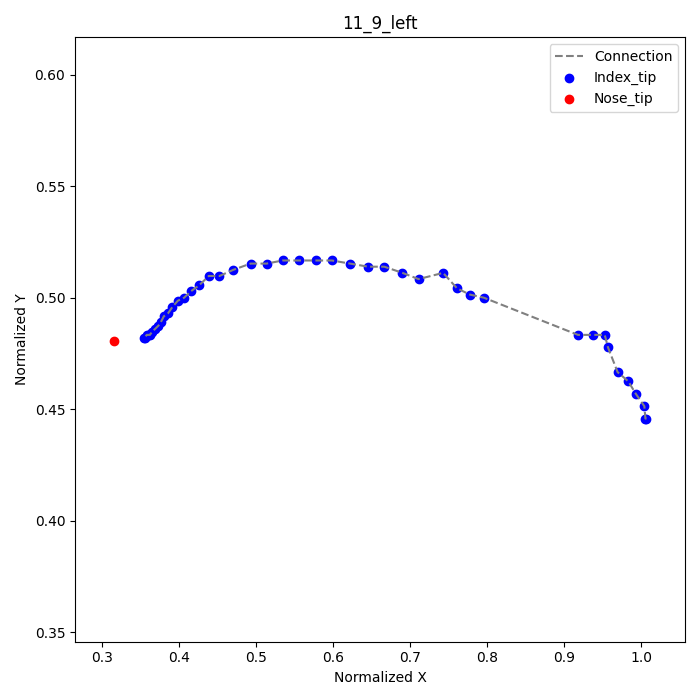 11_9_left
Connection
Index_tip
Nose_tip
0.60
0.55
0.50
0.45
0.40
0.35
Normalized Y
0.3 0.4 0.5 0.6 0.7 0.8 0.9 1.0
Normalized X